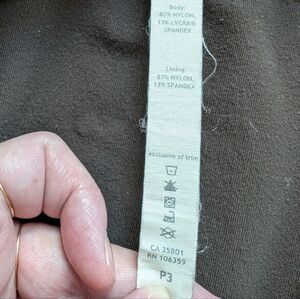 Body:
87% NYLON,
13% LYCRA®
SPANDEX
Lining:
87% NYLON,
13% SPANDEX
exclusive of trim
CA 35801
RN 106359
P3